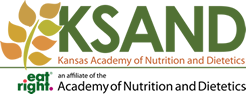 KSAND
Kansas Academy of Nutrition and Dietetics
eat right. an affiliate of the
Academy of Nutrition and Dietetics